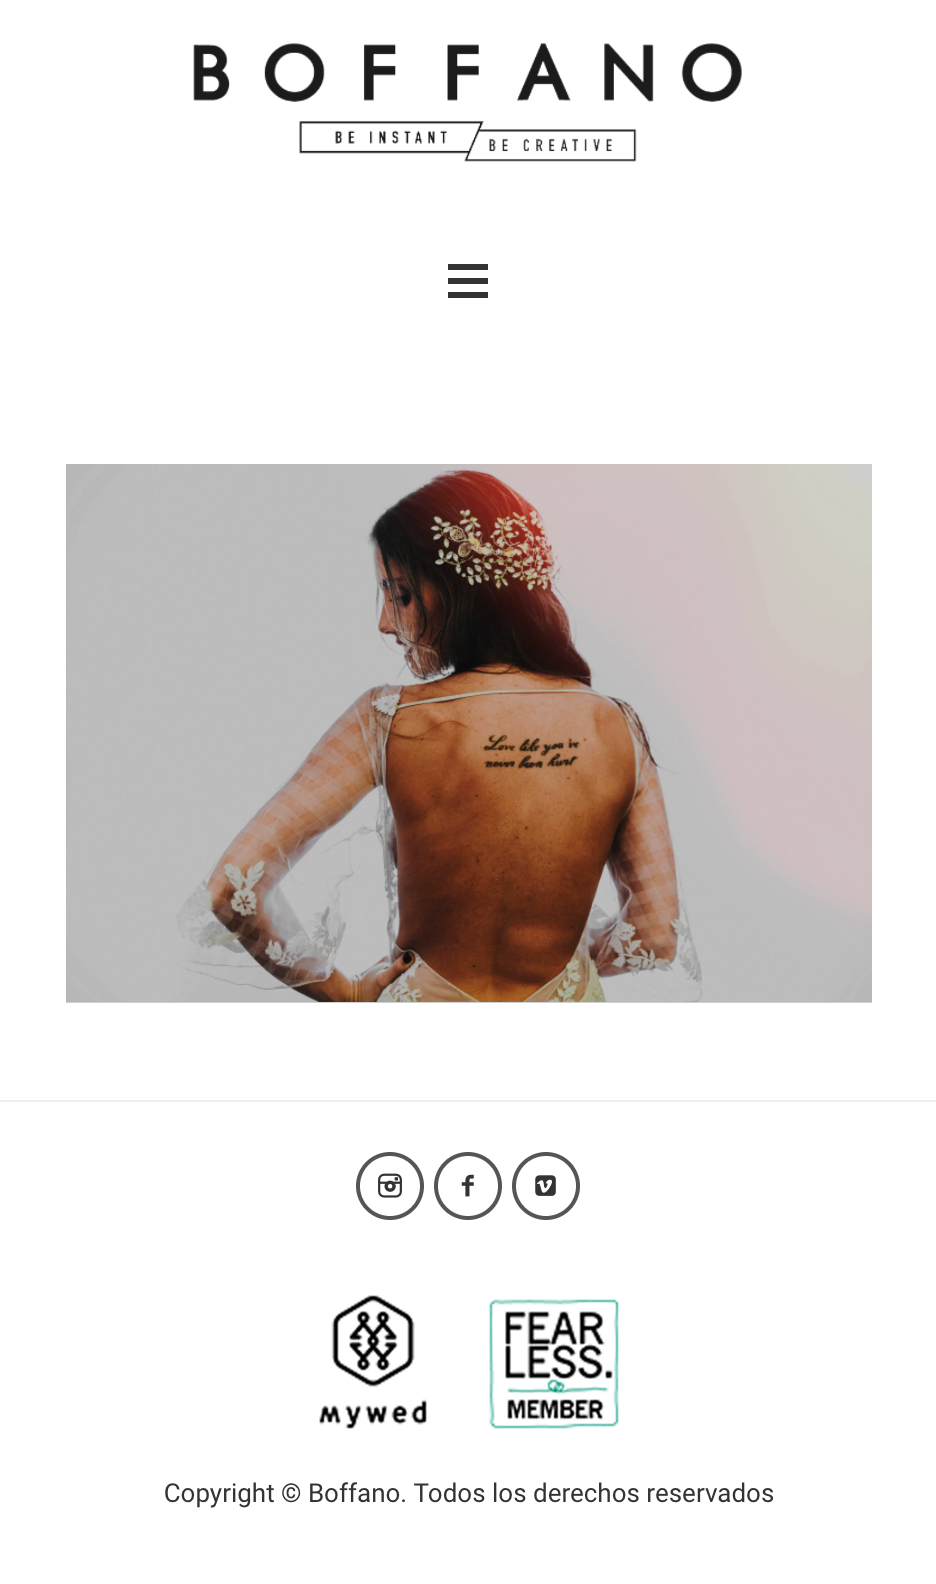 BOFFANO
BE INSTANT
BE CREATIVE
Love like you've
never been hurt
mywed
FEAR
LESS.
MEMBER
Copyright © Boffano. Todos los derechos reservados